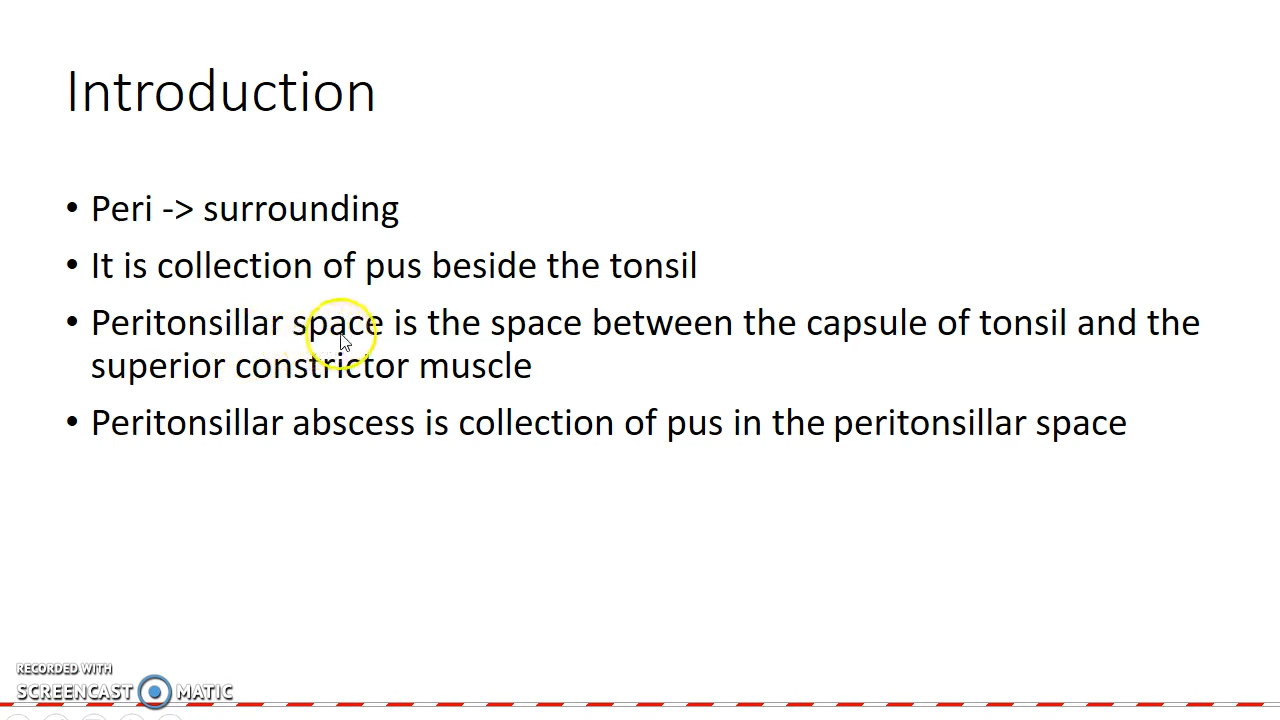 Introduction
• Peri -> surrounding
• It is collection of pus beside the tonsil
• Peritonsillar space is the space between the capsule of tonsil and the
superior constrictor muscle
• Peritonsillar abscess is collection of pus in the peritonsillar space
RECORDED WITH
SCREENCAST MATIC